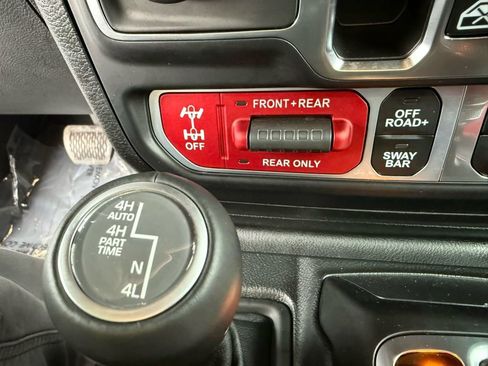 FRONT+REAR
OFF
REAR ONLY
OFF
ROAD+
SWAY
BAR
4H
AUTO
4H
PART
TIME
N
4L